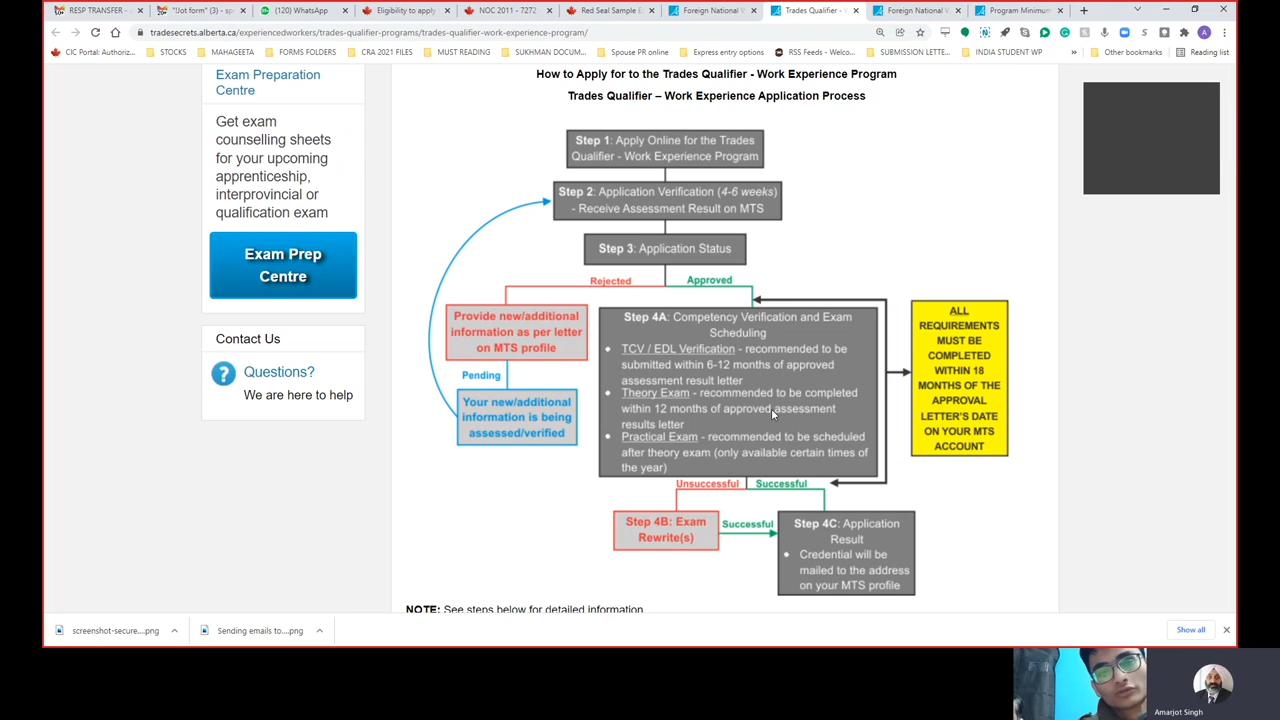 RESP TRANSFER -
"!Jot form" (3) - sp
(120) WhatsApp
Eligibility to apply
NOC 2011 - 7272
Red Seal Sample E
Foreign National V
Trades Qualifier - W
Foreign National W
Program Minimum
tradesecrets.alberta.ca/experiencedworkers/trades-qualifier-programs/trades-qualifier-work-experience-program/
CIC Portal: Authoriz...
STOCKS
MAHAGEETA
FORMS FOLDERS
CRA 2021 FILES
MUST READING
SUKHMAN DOCUM...
Spouse PR online
Express entry options
RSS Feeds - Welco...
SUBMISSION LETTE...
INDIA STUDENT WP
Other bookmarks
Reading list
Exam Preparation
Centre
Get exam
counselling sheets
for your upcoming
apprenticeship,
interprovincial or
qualification exam
Exam Prep
Centre
Contact Us
Questions?
We are here to help
How to Apply for to the Trades Qualifier - Work Experience Program
Trades Qualifier – Work Experience Application Process
Step 1: Apply Online for the Trades
Qualifier - Work Experience Program
Step 2: Application Verification (4-6 weeks)
- Receive Assessment Result on MTS
Step 3: Application Status
Rejected
Approved
Provide new/additional
information as per letter
on MTS profile
Pending
Your new/additional
information is being
assessed/verified
Step 4A: Competency Verification and Exam
Scheduling
• TCV / EDL Verification - recommended to be
submitted within 6-12 months of approved
assessment result letter
• Theory Exam - recommended to be completed
within 12 months of approved assessment
results letter
• Practical Exam - recommended to be scheduled
after theory exam (only available certain times of
the year)
ALL
REQUIREMENTS
MUST BE
COMPLETED
WITHIN 18
MONTHS OF THE
APPROVAL
LETTER'S DATE
ON YOUR MTS
ACCOUNT
Unsuccessful
Successful
Step 4B: Exam
Rewrite(s)
Successful
Step 4C: Application
Result
• Credential will be
mailed to the address
on your MTS profile
NOTE: See steps below for detailed information
screenshot-secure....png
Sending emails to....png
Show all
Amarjot Singh